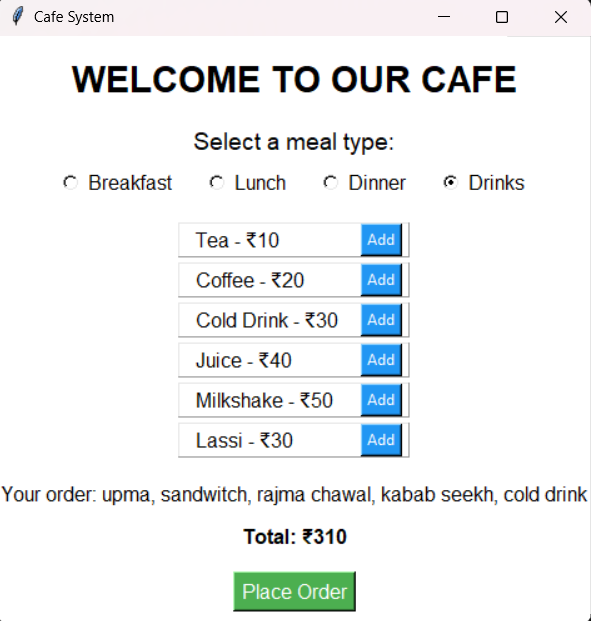 Cafe System
WELCOME TO OUR CAFE
Select a meal type:
Breakfast Lunch Dinner Drinks
Tea - ₹10 Add
Coffee - ₹20 Add
Cold Drink - ₹30 Add
Juice - ₹40 Add
Milkshake - ₹50 Add
Lassi - ₹30 Add
Your order: upma, sandwitch, rajma chawal, kabab seekh, cold drink
Total: ₹310
Place Order